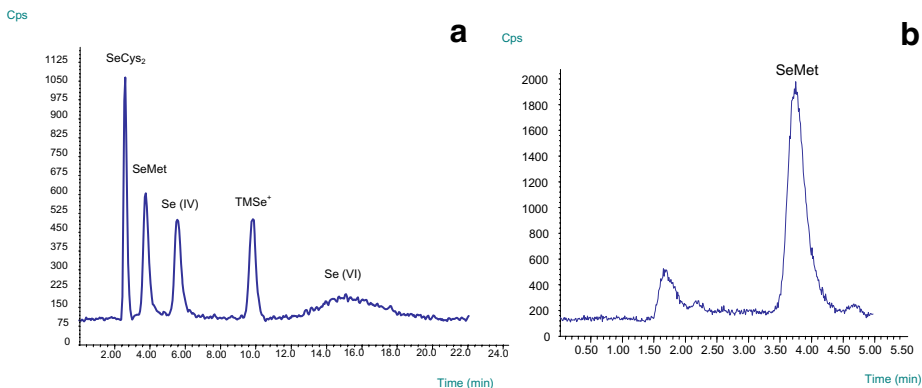 Cps
a
1125
1050
975
900
825
750
675
600
525
450
375
300
225
150
75
0
SeCys2
SeMet
Se (IV)
TMSe+
Se (VI)
2.00 4.00 6.00 8.00 10.0 12.0 14.0 16.0 18.0 20.0 22.0 24.0
Time (min)
Cps
b
2000
1800
1600
1400
1200
1000
800
600
400
200
0
SeMet
0.50 1.00 1.50 2.00 2.50 3.00 3.50 4.00 4.50 5.00 5.50
Time (min)